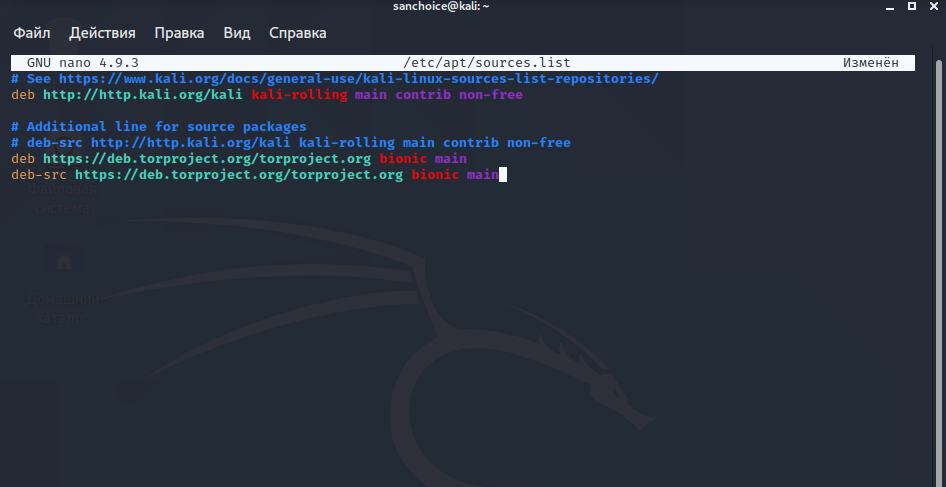 sanchoice@kali: ~
Файл Действия Правка Вид Справка
GNU nano 4.9.3 /etc/apt/sources.list Изменён
# See https://www.kali.org/docs/general-use/kali-linux-sources-list-repositories/
deb http://http.kali.org/kali kali-rolling main contrib non-free
# Additional line for source packages
# deb-src http://http.kali.org/kali kali-rolling main contrib non-free
deb https://deb.torproject.org/torproject.org bionic main
deb-src https://deb.torproject.org/torproject.org bionic main
Файловая
система
Домашний
каталог